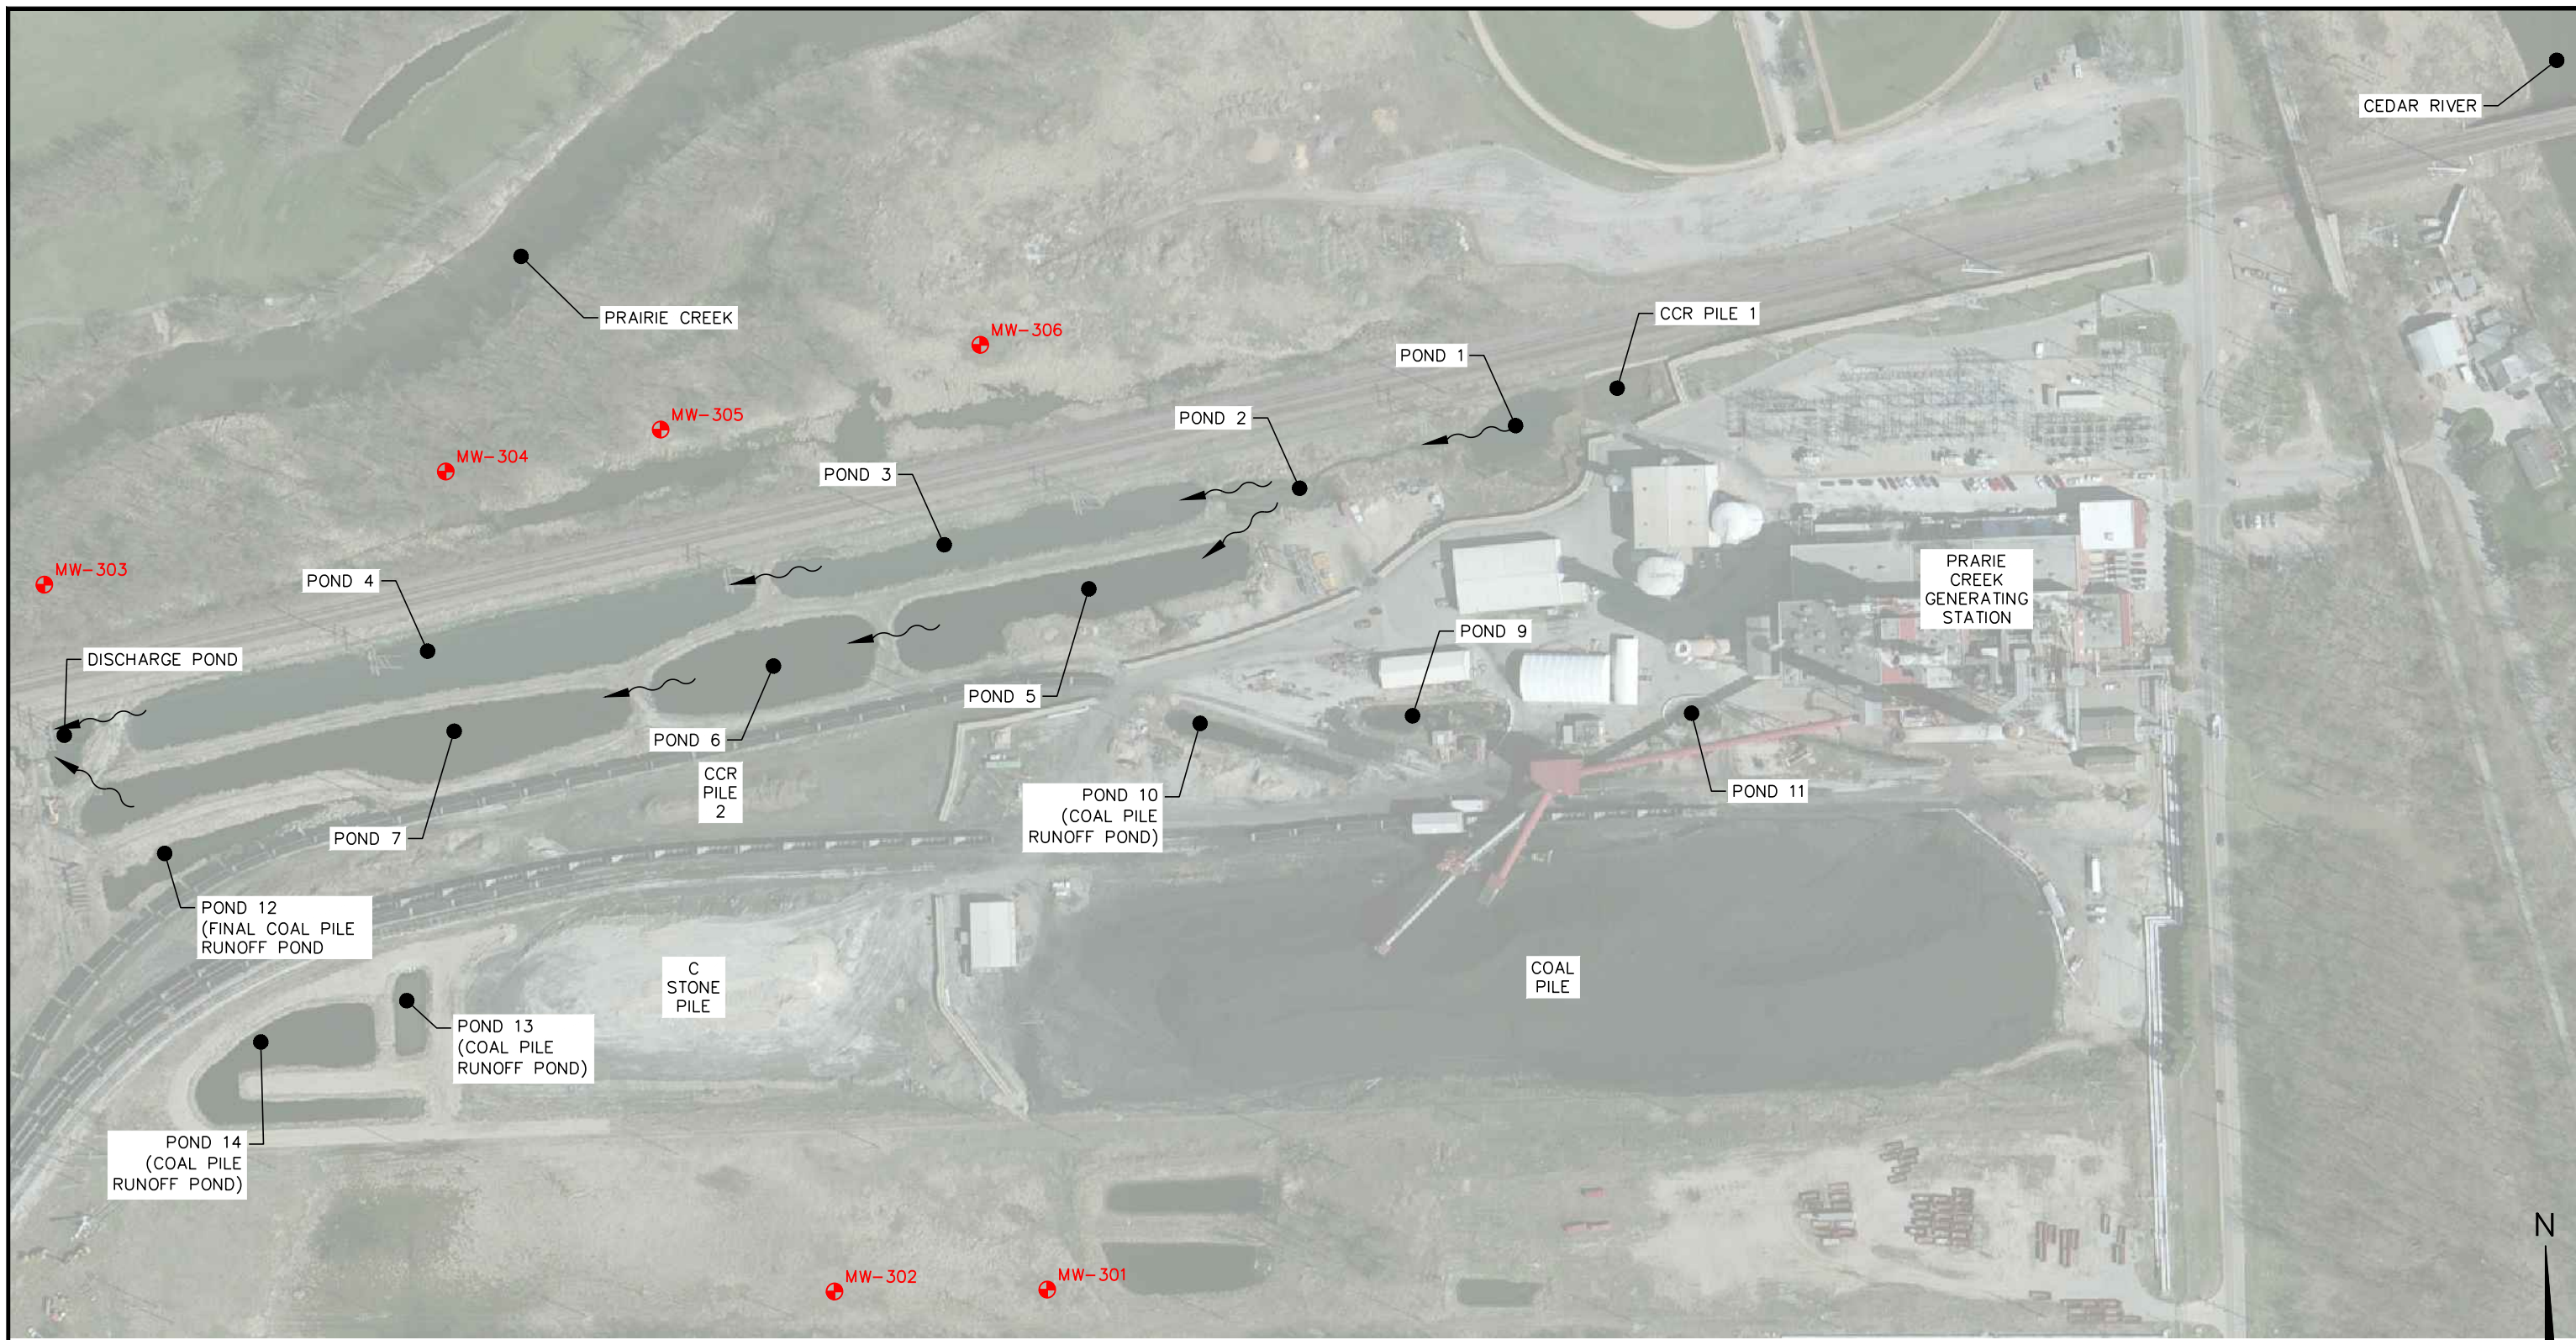 CEDAR RIVER
PRAIRIE CREEK
CCR PILE 1
MW-306
POND 1
MW-305
POND 2
MW-304
POND 3
MW-303
POND 4
PRARIE
CREEK
GENERATING
STATION
POND 9
DISCHARGE POND
POND 5
POND 6
CCR
PILE
2
POND 11
POND 10
(COAL PILE
RUNOFF POND)
POND 7
POND 12
(FINAL COAL PILE
RUNOFF POND
C
STONE
PILE
COAL
PILE
POND 13
(COAL PILE
RUNOFF POND)
POND 14
(COAL PILE
RUNOFF POND)
N
MW-302
MW-301